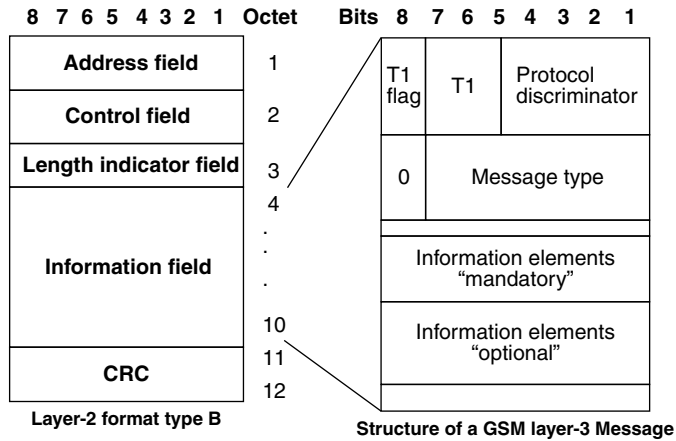 8 7 6 5 4 3 2 1 Octet
Address field 1
Control field 2
Length indicator field 3
4
.
.
Information field
.
10
CRC
11
12
Layer-2 format type B
Bits 8 7 6 5 4 3 2 1
T1 flag
T1
Protocol discriminator
0
Message type
Information elements
“mandatory”
Information elements
“optional”
Structure of a GSM layer-3 Message